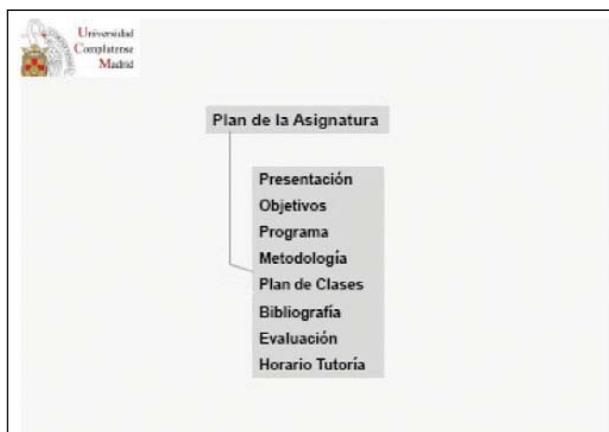 Universidad
Complutense
Madrid
Plan de la Asignatura
Presentación
Objetivos
Programa
Metodología
Plan de Clases
Bibliografía
Evaluación
Horario Tutoría